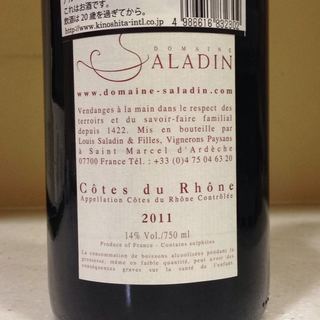 これはお酒です。
飲酒は20歳を過ぎてから。
http://www.kinoshita-intl.co.jp
4 986616 832807
DOMAINE
SALADIN
www.domaine-saladin.com
Vendanges à la main dans le respect des
terroirs et du savoir-faire familial
depuis 1422. Mis en bouteille par
Louis Saladin & Filles, Vignerons Paysans
à Saint Marcel d'Ardèche
07700 France Tél. : +33 (0)4 75 04 63 20
Côtes du Rhône
Appellation Côtes du Rhône Contrôlée
2011
14% Vol./750 ml
Produce of France - Contains sulphites
La consommation de boissons alcoolisées pendant la
grossesse, même en faible quantité, peut avoir des
conséquences graves sur la santé de l'enfant.